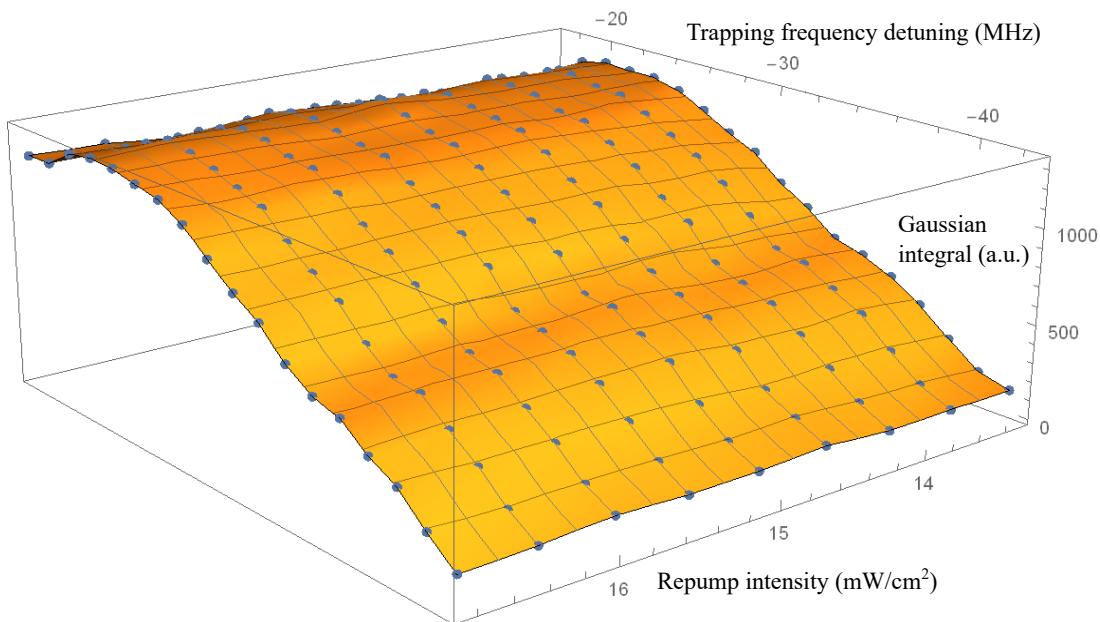 −20
Trapping frequency detuning (MHz)
−30
−40
Gaussian
integral (a.u.)
1000
500
0
14
15
16
Repump intensity (mW/cm²)